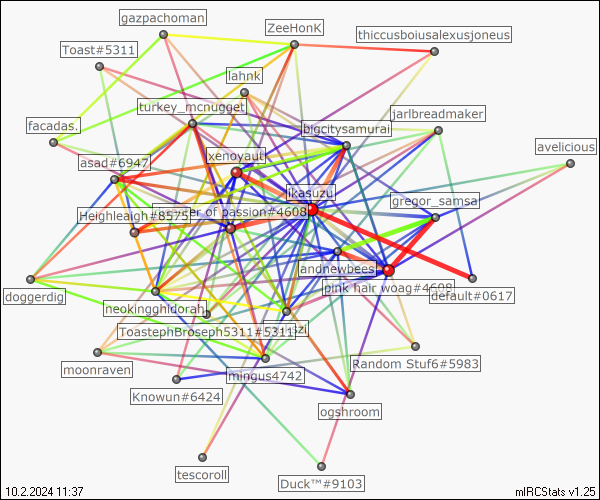 gazpachoman
ZeeHonK
thiccusboiusalexusjoneus
Toast#5311
lahnk
turkey_mcnugget
jarlbreadmaker
facadas.
bigcitysamurai
avelicious
xenoyaut
asad#6947
ikasuzu
gregor_samsa
Heighleaigh#8575
er of passion#4608
andnewbees
pink hair woag#4608
doggerdig
default#0617
neokingghidorah
ToastephBroseph5311#5311
zi
moonraven
Random Stuf6#5983
mingus4742
Knowun#6424
ogshroom
tescoroll
Duck™#9103
10.2.2024 11:37
mIRCStats v1.25